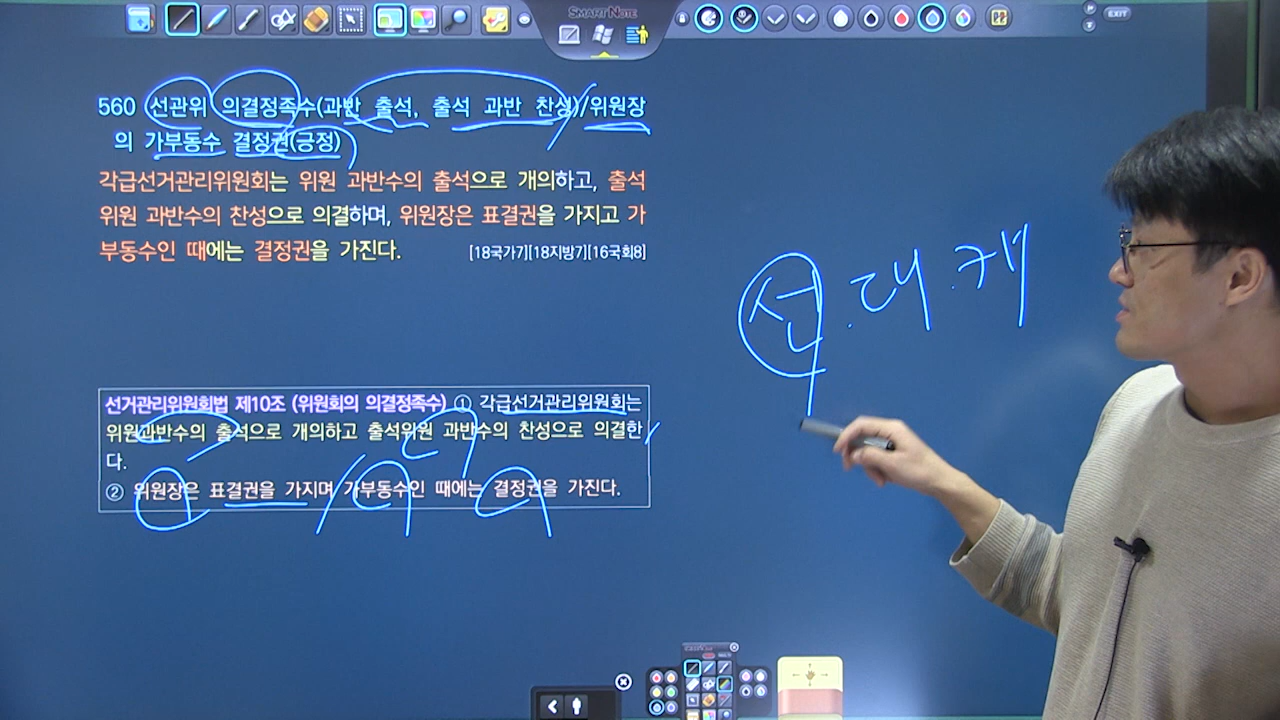 SMARTNOTE
EXIT
560 선관위 의결정족수(과반 출석, 출석 과반 찬성)/위원장
의 가부동수 결정권(긍정)
각급선거관리위원회는 위원 과반수의 출석으로 개의하고, 출석
위원 과반수의 찬성으로 의결하며, 위원장은 표결권을 가지고 가
부동수인 때에는 결정권을 가진다. [18국가7][18지방7][16국회8]
선거관리위원회법 제10조 (위원회의 의결정족수) ① 각급선거관리위원회는
위원과반수의 출석으로 개의하고 출석위원 과반수의 찬성으로 의결한
다.
② 위원장은 표결권을 가지며 가부동수인 때에는 결정권을 가진다.
선.대.캐